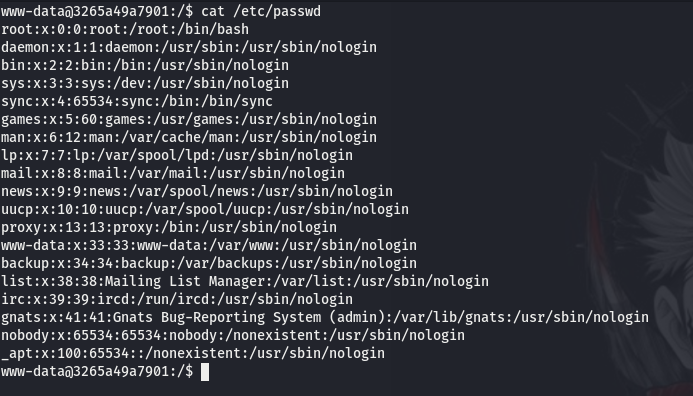 www-data@3265a49a7901:/$ cat /etc/passwd
root:x:0:0:root:/root:/bin/bash
daemon:x:1:1:daemon:/usr/sbin:/usr/sbin/nologin
bin:x:2:2:bin:/bin:/usr/sbin/nologin
sys:x:3:3:sys:/dev:/usr/sbin/nologin
sync:x:4:65534:sync:/bin:/bin/sync
games:x:5:60:games:/usr/games:/usr/sbin/nologin
man:x:6:12:man:/var/cache/man:/usr/sbin/nologin
lp:x:7:7:lp:/var/spool/lpd:/usr/sbin/nologin
mail:x:8:8:mail:/var/mail:/usr/sbin/nologin
news:x:9:9:news:/var/spool/news:/usr/sbin/nologin
uucp:x:10:10:uucp:/var/spool/uucp:/usr/sbin/nologin
proxy:x:13:13:proxy:/bin:/usr/sbin/nologin
www-data:x:33:33:www-data:/var/www:/usr/sbin/nologin
backup:x:34:34:backup:/var/backups:/usr/sbin/nologin
list:x:38:38:Mailing List Manager:/var/list:/usr/sbin/nologin
irc:x:39:39:ircd:/run/ircd:/usr/sbin/nologin
gnats:x:41:41:Gnats Bug-Reporting System (admin):/var/lib/gnats:/usr/sbin/nologin
nobody:x:65534:65534:nobody:/nonexistent:/usr/sbin/nologin
_apt:x:100:65534::/nonexistent:/usr/sbin/nologin
www-data@3265a49a7901:/$